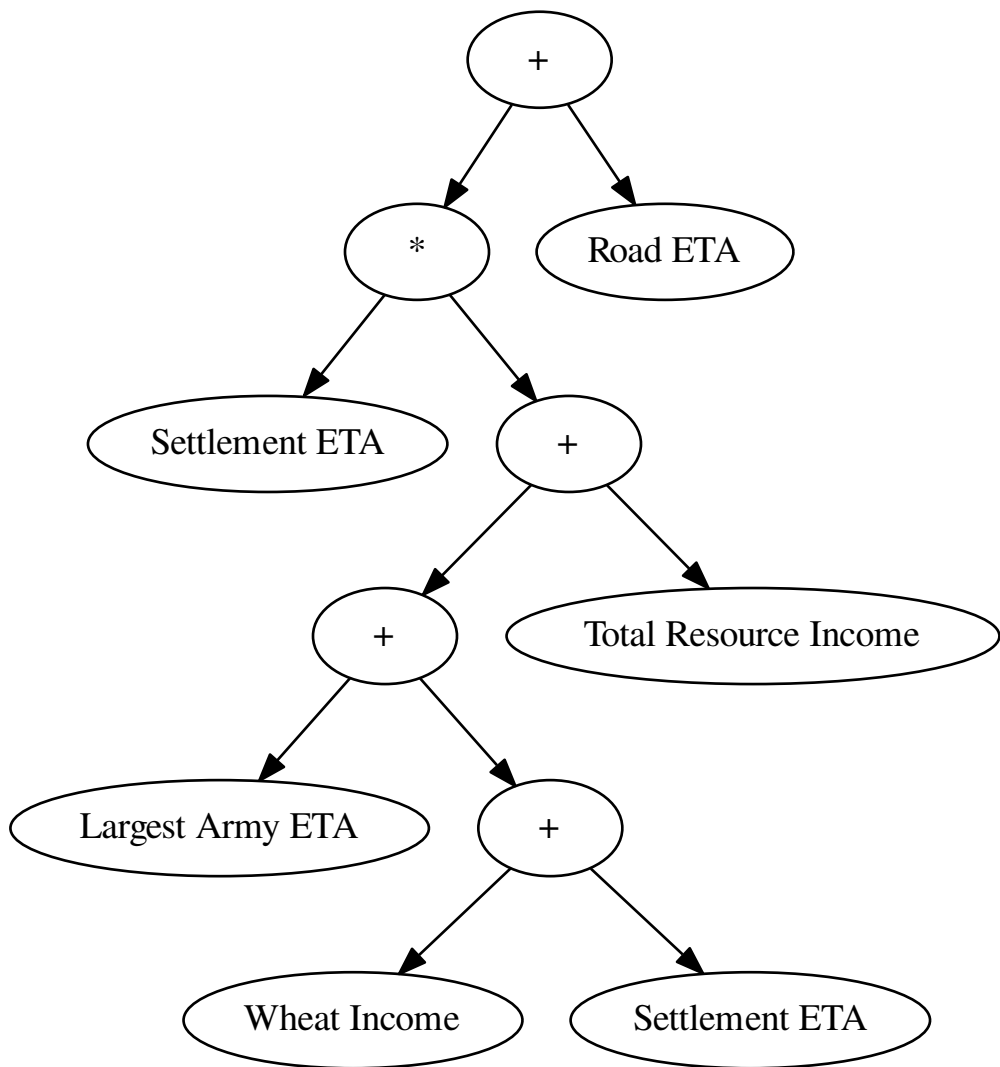 +
*
Road ETA
Settlement ETA
+
+
Total Resource Income
Largest Army ETA
+
Wheat Income
Settlement ETA